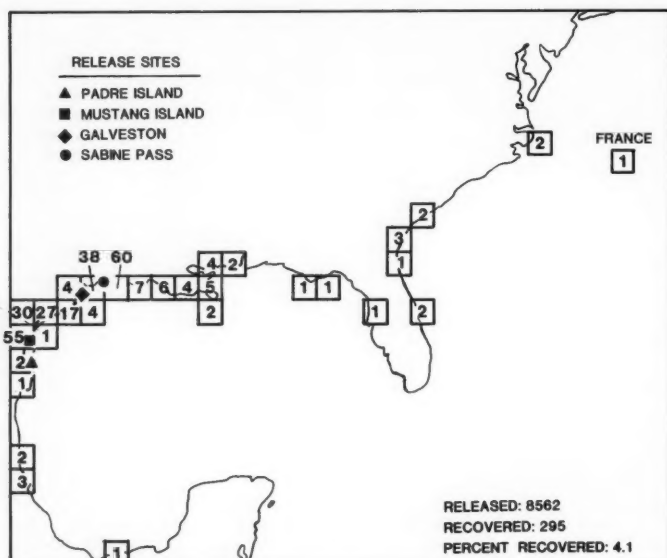 RELEASE SITES
▲ PADRE ISLAND
■ MUSTANG ISLAND
◆ GALVESTON
● SABINE PASS
2
FRANCE
1
2
3
1
4 2
38 60
4 7 6 4 5
1 1
30 27 17 4
2
1
2
55 1
2
1
2
3
1
RELEASED: 8562
RECOVERED: 295
PERCENT RECOVERED: 4.1